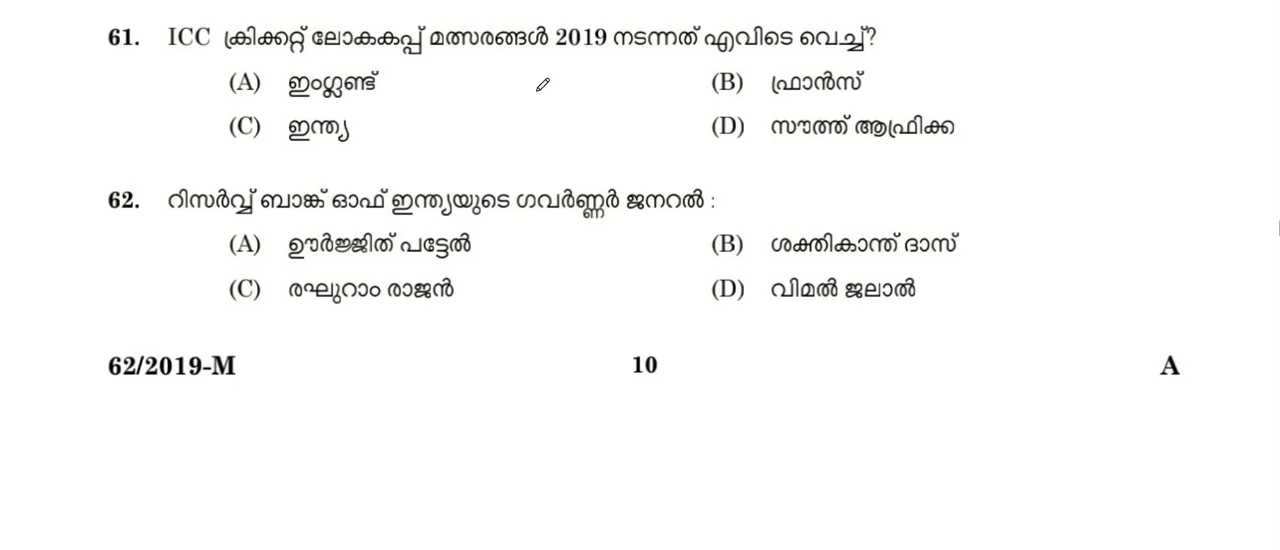 61. ICC ക്രിക്കറ്റ് ലോകകപ്പ് മത്സരങ്ങൾ 2019 നടന്നത് എവിടെ വെച്ച്?
(A) ഇംഗ്ലണ്ട് (B) ഫ്രാൻസ്
(C) ഇന്ത്യ (D) സൗത്ത് ആഫ്രിക്ക
62. റിസർവ്വ് ബാങ്ക് ഓഫ് ഇന്ത്യയുടെ ഗവർണ്ണർ ജനറൽ :
(A) ഊർജ്ജിത് പട്ടേൽ (B) ശക്തികാന്ത് ദാസ്
(C) രഘുറാം രാജൻ (D) വിമൽ ജലാൽ
62/2019-M 10 A